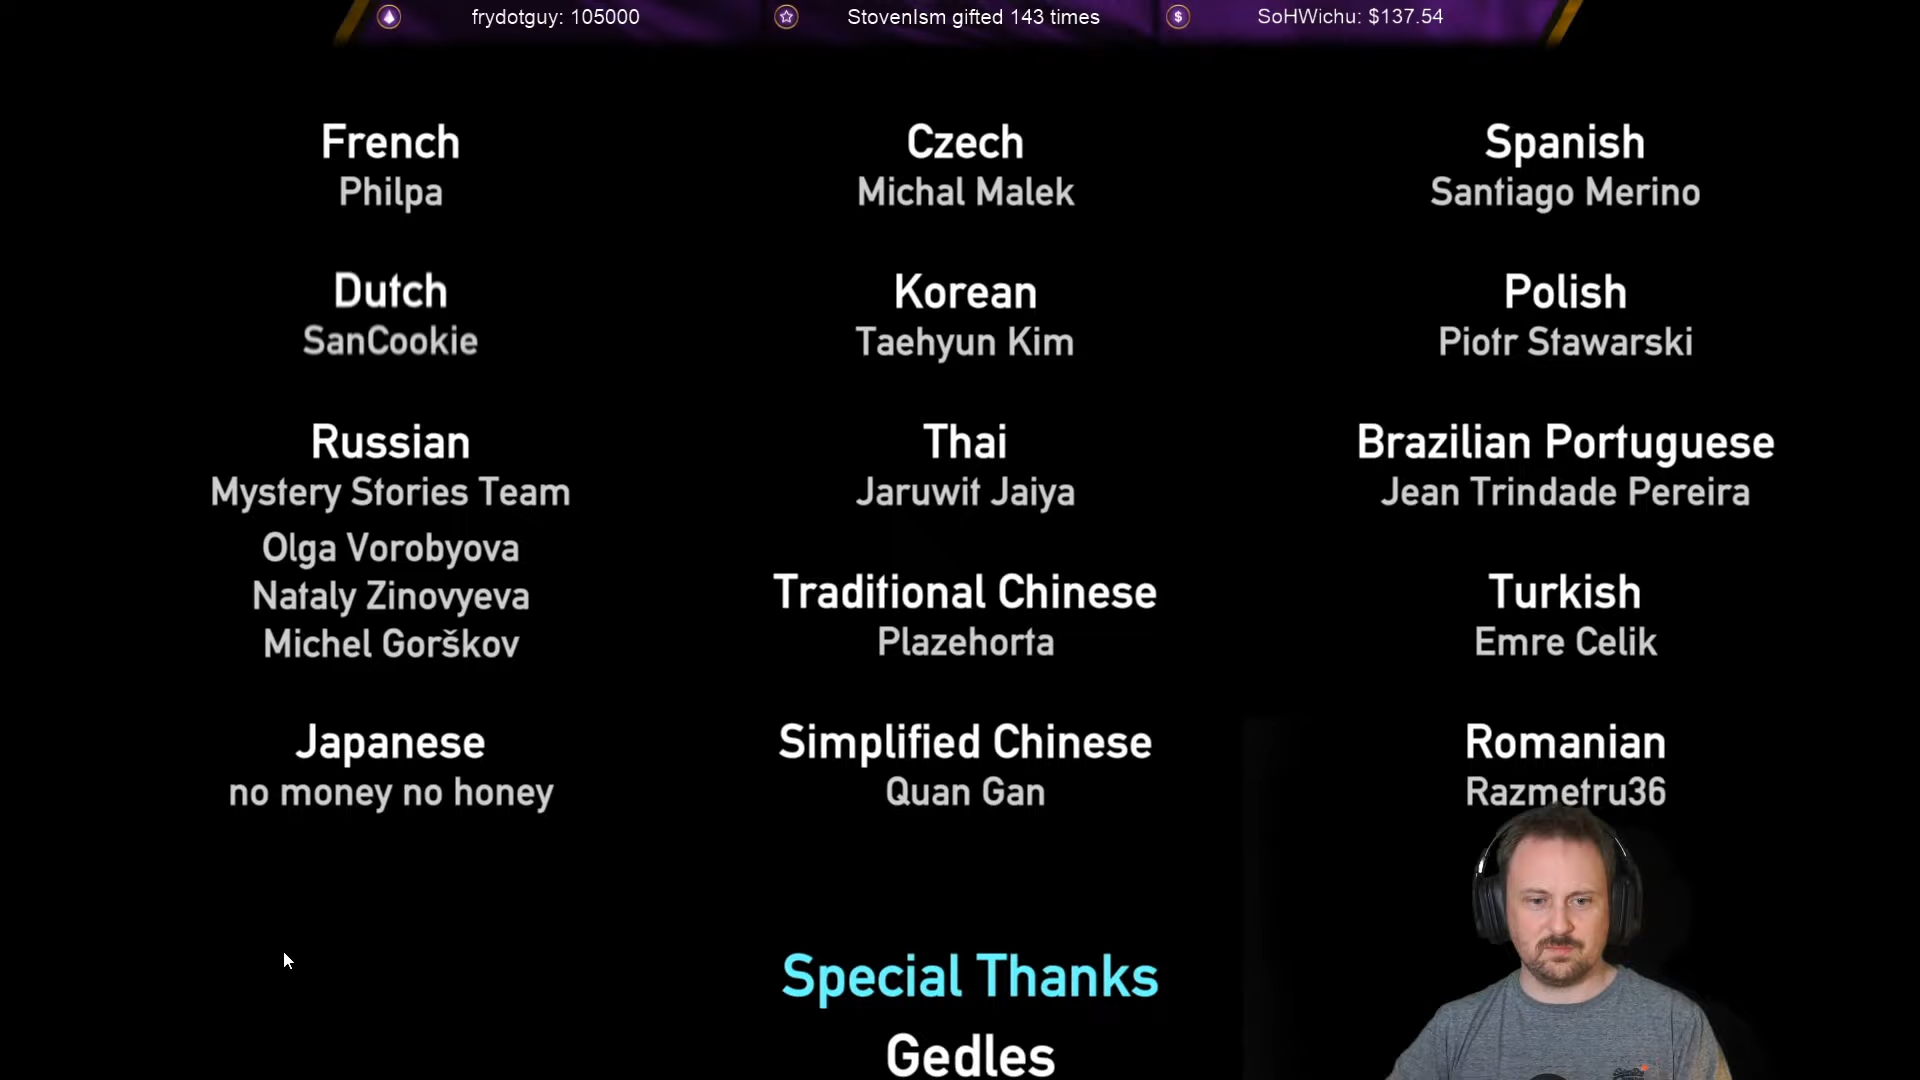 frydotguy: 105000
StovenIsm gifted 143 times
SoHWichu: $137.54
French
Philpa
Czech
Michal Malek
Spanish
Santiago Merino
Dutch
SanCookie
Korean
Taehyun Kim
Polish
Piotr Stawarski
Russian
Mystery Stories Team
Olga Vorobyova
Nataly Zinovyeva
Michel Gorškov
Thai
Jaruwit Jaiya
Brazilian Portuguese
Jean Trindade Pereira
Traditional Chinese
Plazehorta
Turkish
Emre Celik
Japanese
no money no honey
Simplified Chinese
Quan Gan
Romanian
Razmetru36
Special Thanks
Gedles